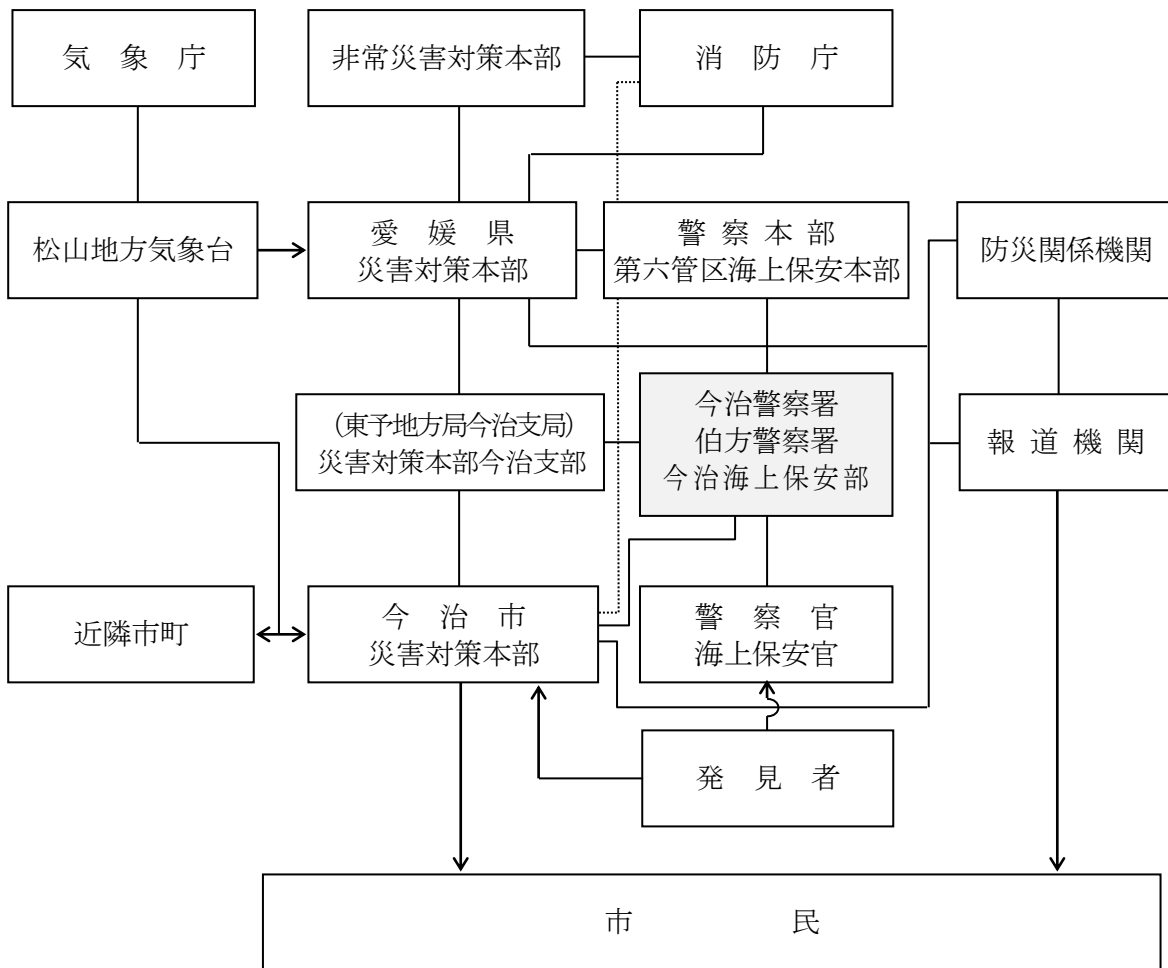 気象庁
非常災害対策本部
消防庁
松山地方気象台
愛媛県
災害対策本部
警察本部
第六管区海上保安本部
防災関係機関
(東予地方局今治支局)
災害対策本部今治支部
今治警察署
伯方警察署
今治海上保安部
報道機関
近隣市町
今治市
災害対策本部
警察官
海上保安官
発見者
市民